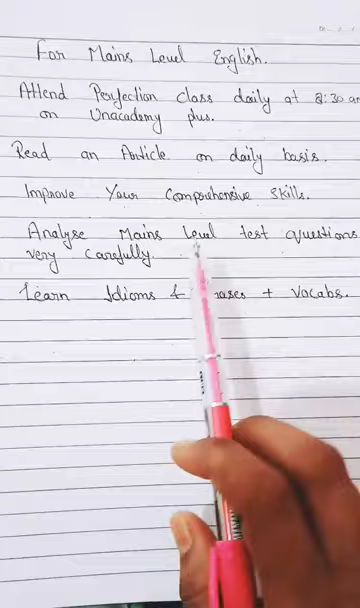 For Mains Level English.
Attend Perfection class daily at 8:30 am
on Unacademy plus.
Read an Article on daily basis.
Improve Your Comprehensive Skills.
Analyse Mains Level test questions
very carefully.
Learn Idioms & + Vocabs.